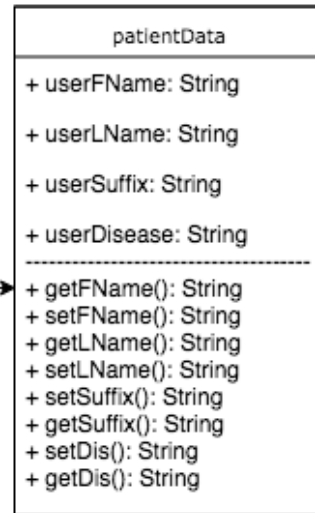 patientData
+ userFName: String
+ userLName: String
+ userSuffix: String
+ userDisease: String
+ getFName(): String
+ setFName(): String
+ getLName(): String
+ setLName(): String
+ setSuffix(): String
+ getSuffix(): String
+ setDis(): String
+ getDis(): String